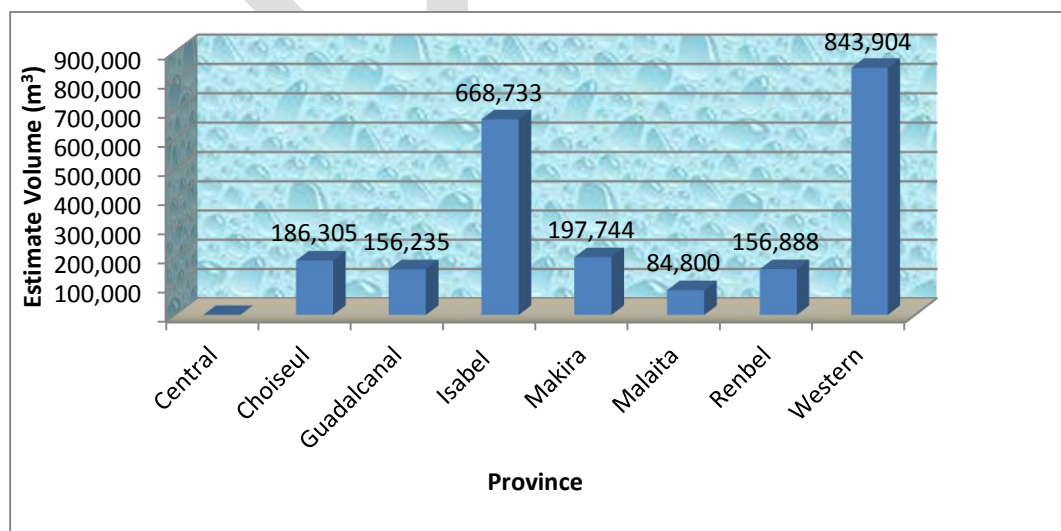 Estimate Volume (m³)
900,000
800,000
700,000
600,000
500,000
400,000
300,000
200,000
100,000
186,305
156,235
668,733
197,744
84,800
156,888
843,904
Central
Choiseul
Guadalcanal
Isabel
Makira
Malaita
Renbel
Western
Province